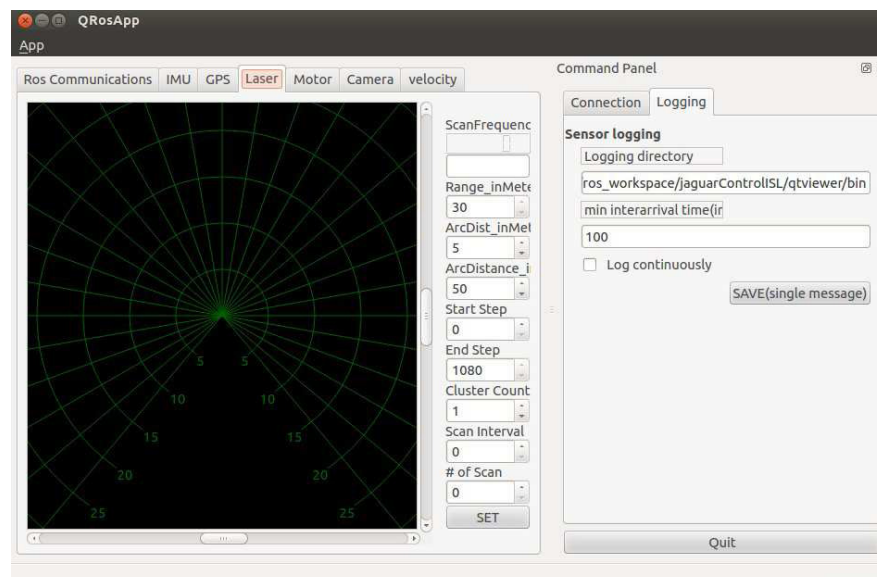 QRosApp
App
Ros Communications IMU GPS Laser Motor Camera velocity
ScanFrequenc
Range_inMete
30
ArcDist_inMet
5
ArcDistance_i
50
Start Step
0
End Step
1080
Cluster Count
1
Scan Interval
0
# of Scan
0
SET
5 5
10 10
15 15
20 20
25 25
Command Panel
Connection Logging
Sensor logging
Logging directory
ros_workspace/jaguarControlISL/qtviewer/bin
min interarrival time(ir
100
Log continuously
SAVE(single message)
Quit